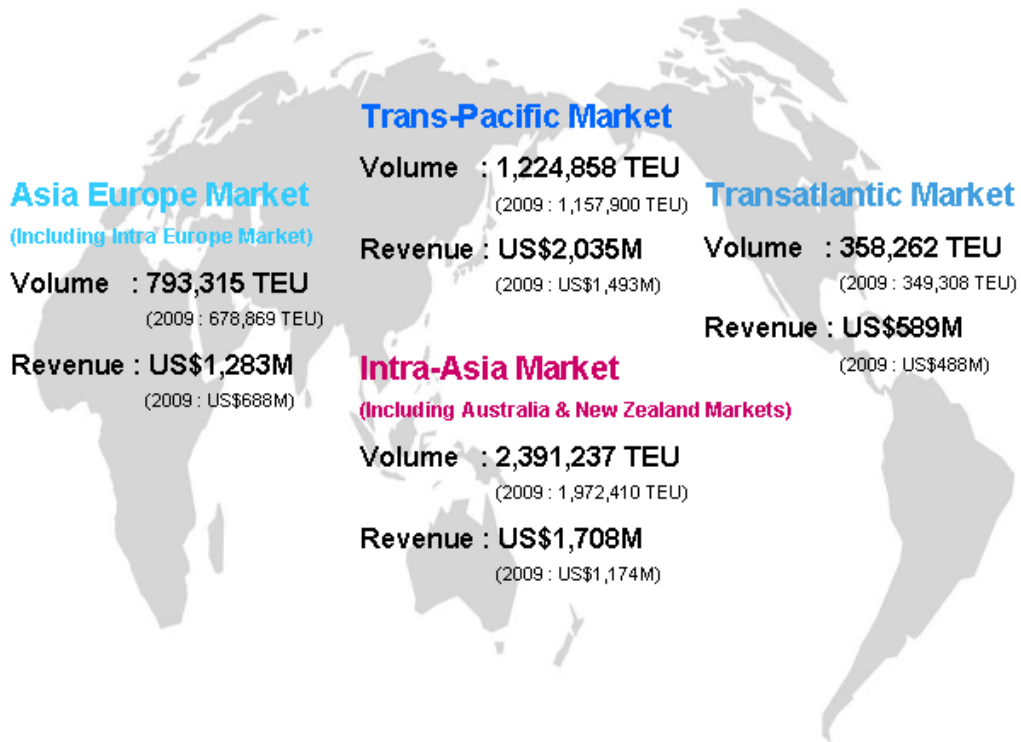 Trans-Pacific Market
Volume : 1,224,858 TEU
(2009 : 1,157,900 TEU)
Revenue : US$2,035M
(2009 : US$1,493M)
Asia Europe Market
(Including Intra Europe Market)
Volume : 793,315 TEU
(2009 : 678,869 TEU)
Revenue : US$1,283M
(2009 : US$688M)
Transatlantic Market
Volume : 358,262 TEU
(2009 : 349,308 TEU)
Revenue : US$589M
(2009 : US$488M)
Intra-Asia Market
(Including Australia & New Zealand Markets)
Volume : 2,391,237 TEU
(2009 : 1,972,410 TEU)
Revenue : US$1,708M
(2009 : US$1,174M)